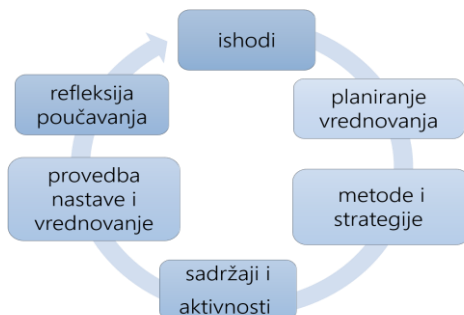 ishodi
planiranje
vrednovanja
metode i
strategije
sadržaji i
aktivnosti
provedba
nastave i
vrednovanje
refleksija
poučavanja